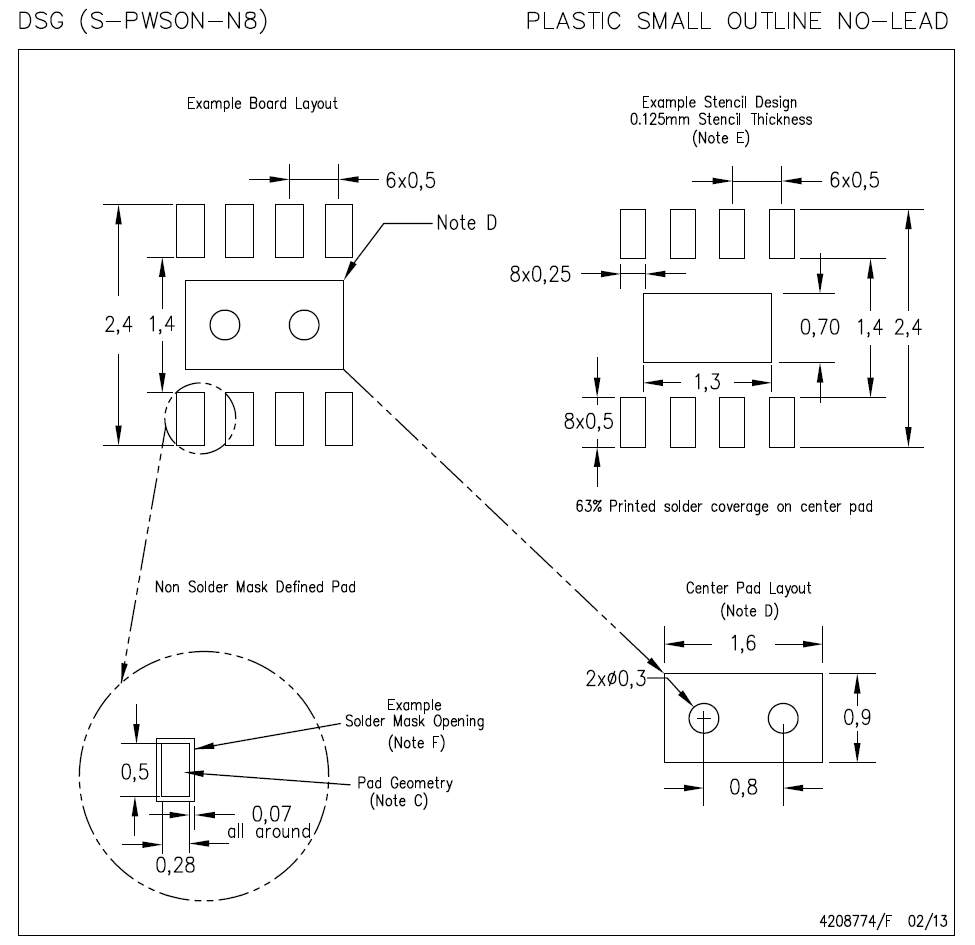 DSG (S-PWSON-N8)
PLASTIC SMALL OUTLINE NO-LEAD
Example Board Layout
6x0,5
Note D
2,4
1,4
Example Stencil Design
0.125mm Stencil Thickness
(Note E)
6x0,5
8x0,25
0,70
1,4
2,4
1,3
8x0,5
63% Printed solder coverage on center pad
Non Solder Mask Defined Pad
Example
Solder Mask Opening
(Note F)
0,5
Pad Geometry
(Note C)
0,07
all around
0,28
Center Pad Layout
(Note D)
1,6
2xø0,3
0,9
0,8
4208774/F 02/13